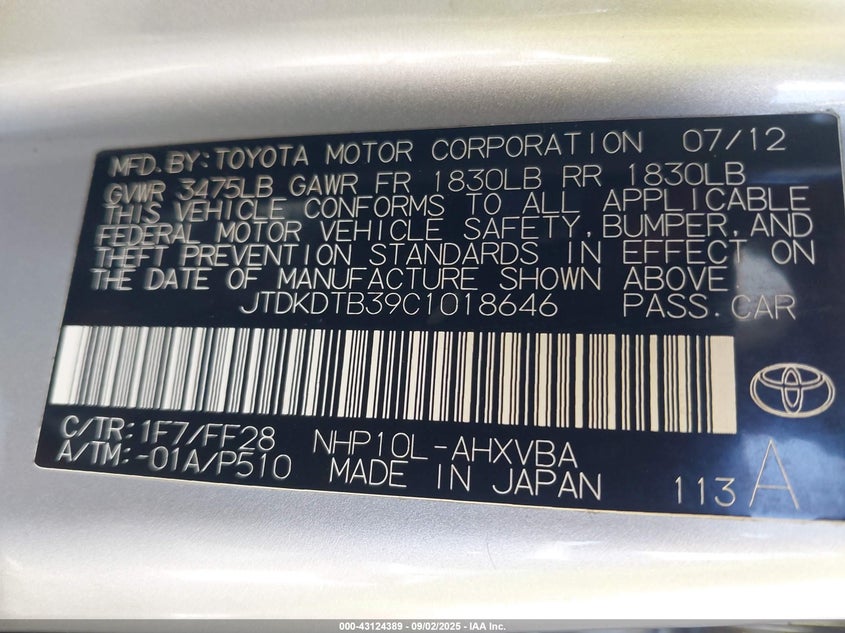 MFD. BY: TOYOTA MOTOR CORPORATION 07/12
GVWR 3475LB GAWR FR 1830LB RR 1830LB
THIS VEHICLE CONFORMS TO ALL APPLICABLE
FEDERAL MOTOR VEHICLE SAFETY, BUMPER, AND
THEFT PREVENTION STANDARDS IN EFFECT ON
THE DATE OF MANUFACTURE SHOWN ABOVE.
JTDKDTB39C1018646 PASS. CAR
C/TR: 1F7/FF28 NHP10L-AHXVBA
A/TM: -01A/P510 MADE IN JAPAN 113 A
000-43124389 - 09/02/2025 - IAA Inc.